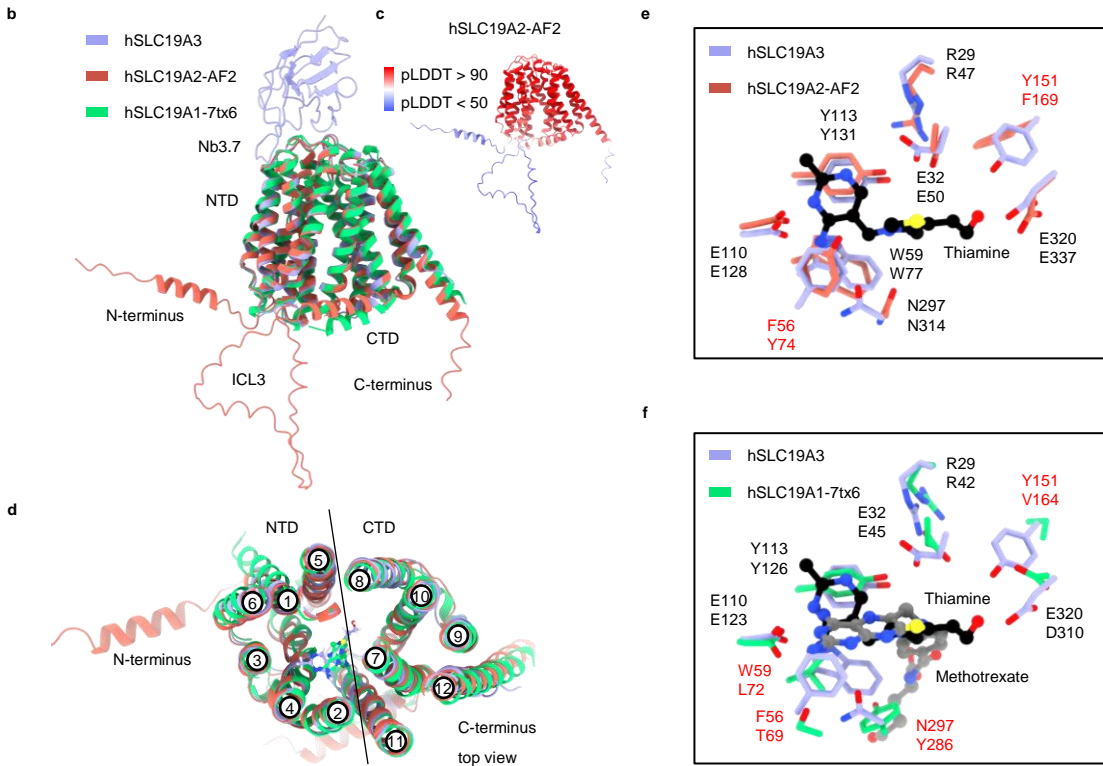 b
hSLC19A3
hSLC19A2-AF2
hSLC19A1-7tx6
Nb3.7
NTD
N-terminus
CTD
ICL3
C-terminus
c
hSLC19A2-AF2
pLDDT > 90
pLDDT < 50
d
NTD
CTD
5
8
6
1
10
9
3
7
12
4
2
11
N-terminus
C-terminus
top view
e
hSLC19A3
hSLC19A2-AF2
R29
R47
Y151
F169
Y113
Y131
E32
E50
E110
E128
W59
W77
Thiamine
E320
E337
N297
N314
F56
Y74
f
hSLC19A3
hSLC19A1-7tx6
R29
R42
Y151
V164
E32
E45
Y113
Y126
Thiamine
E110
E123
E320
D310
W59
L72
Methotrexate
F56
T69
N297
Y286